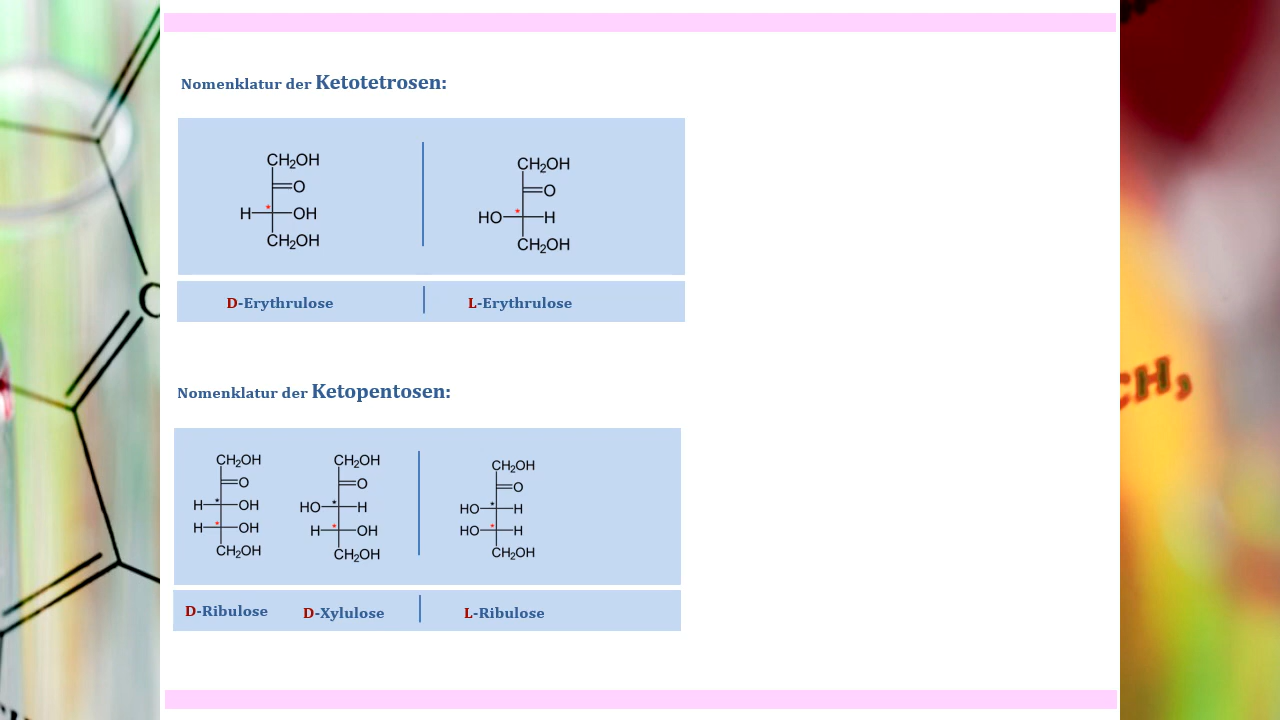 Nomenklatur der Ketotetrosen:
CH₂OH CH₂OH
O O
H * OH HO * H
CH₂OH CH₂OH
D-Erythrulose L-Erythrulose
O
CH₃
Nomenklatur der Ketopentosen:
CH₂OH CH₂OH CH₂OH
O O O
H * OH HO * H HO * H
H * OH H * OH HO * H
CH₂OH CH₂OH CH₂OH
D-Ribulose D-Xylulose L-Ribulose